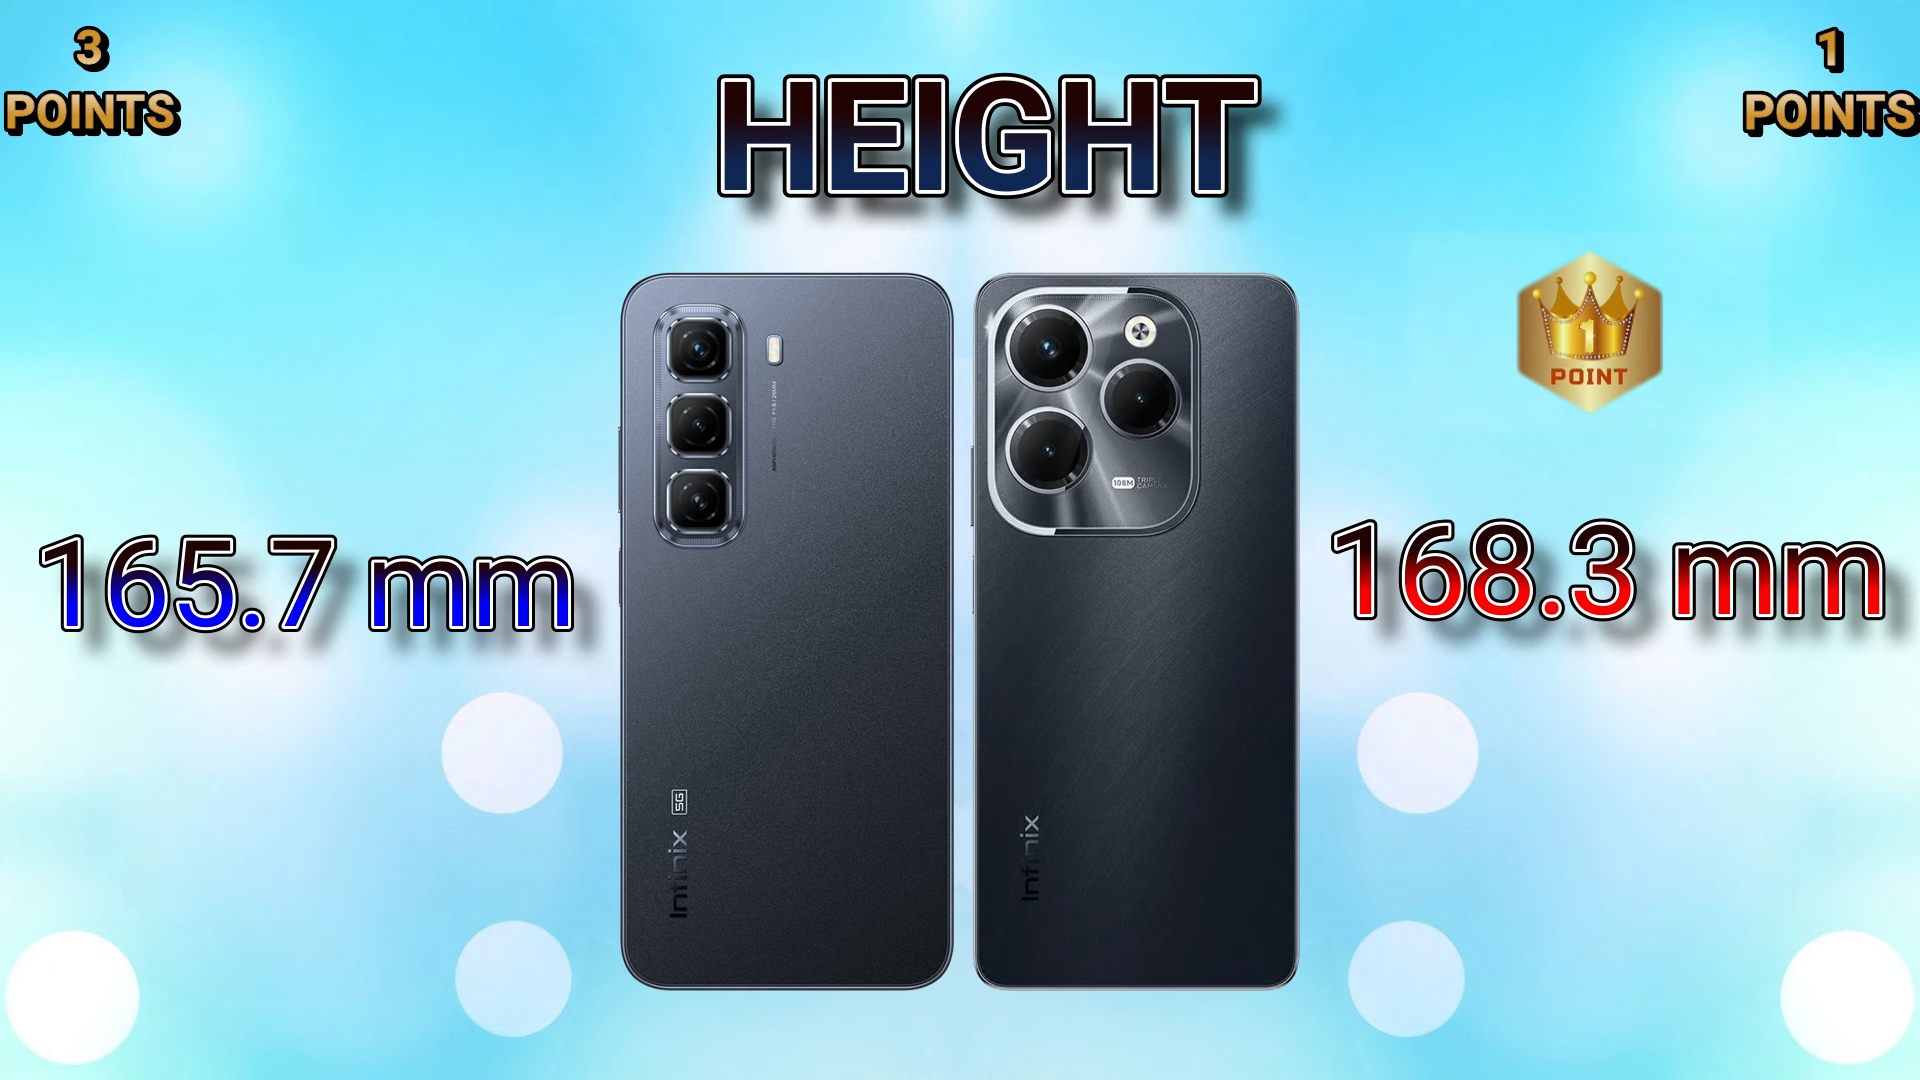 3
POINTS
HEIGHT
1
POINTS
1
POINT
165.7 mm
168.3 mm
108M TRIPLE
CAMERA
5G
Infinix
Infinix